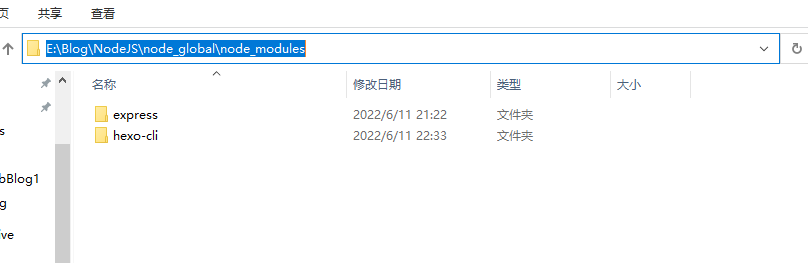 页 共享 查看
E:\Blog\NodeJS\node_global\node_modules
名称 修改日期 类型 大小
express 2022/6/11 21:22 文件夹
hexo-cli 2022/6/11 22:33 文件夹
s
bBlog1
g
ive